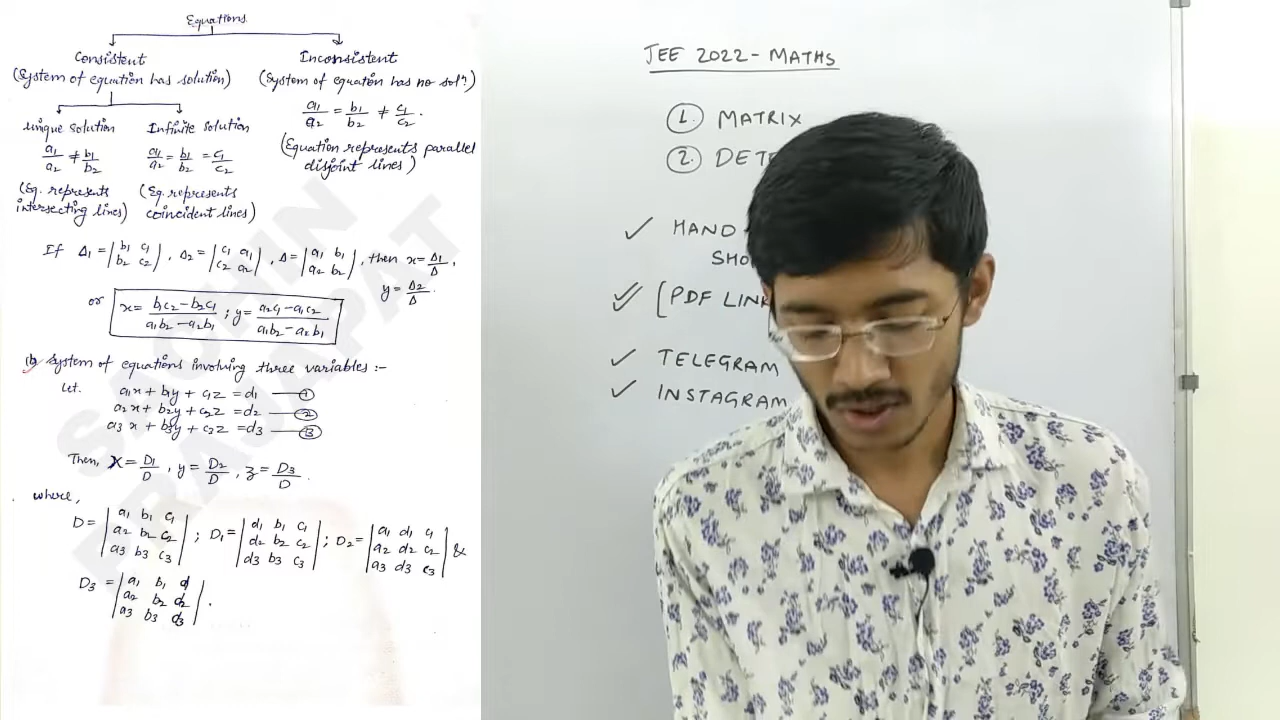 Equations
Consistent
(System of equation has solution)
Inconsistent
(System of equation has no solⁿ)
a1/a2 = b1/b2 ≠ c1/c2.
(Equation represents parallel
disjoint lines)
Unique solution
a1/a2 ≠ b1/b2
(Eq. represents
intersecting lines)
Infinite solution
a1/a2 = b1/b2 = c1/c2
(Eq. represents
coincident lines)
If Δ1 = |b1 c1 b2 c2|, Δ2 = |c1 a1 c2 a2|, Δ = |a1 b1 a2 b2|, then x = Δ1/Δ,
y = Δ2/Δ.
or x = b1c2 - b2c1 / a1b2 - a2b1 ; y = a2c1 - a1c2 / a1b2 - a2b1
(b) System of equations involving three variables :-
Let.
a1x + b1y + c1z = d1 — ①
a2x + b2y + c2z = d2 — ②
a3x + b3y + c3z = d3 — ③
Then, x = D1/D, y = D2/D, z = D3/D.
where,
D = |a1 b1 c1 a2 b2 c2 a3 b3 c3| ; D1 = |d1 b1 c1 d2 b2 c2 d3 b3 c3| ; D2 = |a1 d1 c1 a2 d2 c2 a3 d3 c3| &
D3 = |a1 b1 d1 a2 b2 d2 a3 b3 d3|.
SACHIN
PRAJAPAT
JEE 2022 - MATHS
① MATRIX
② DETE
✓ HAND
SHO
✓ [PDF LINK
✓ TELEGRAM
✓ INSTAGRAM